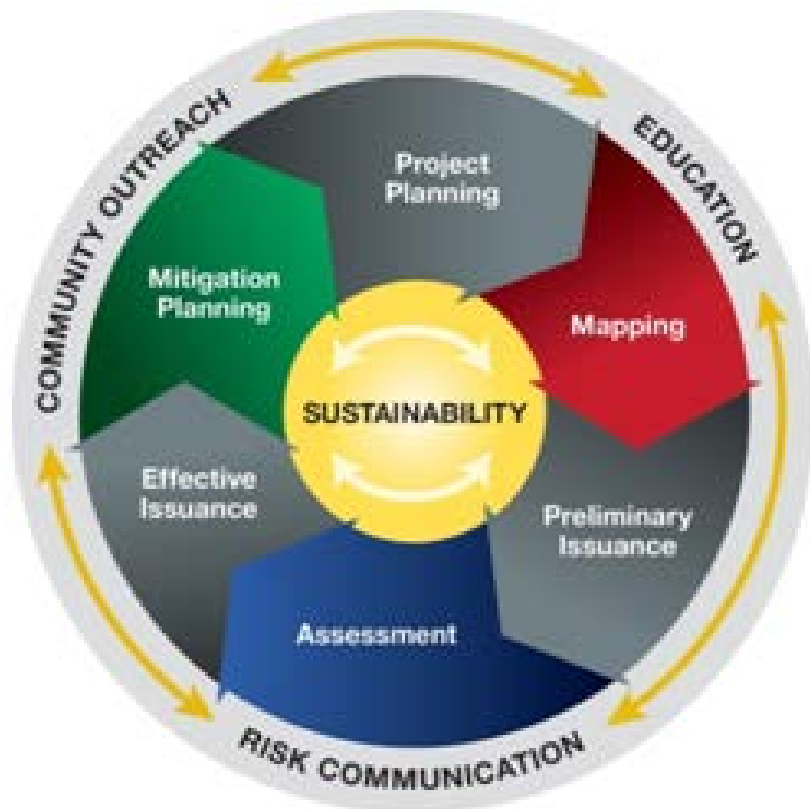 COMMUNITY OUTREACH
EDUCATION
Project
Planning
Mitigation
Planning
Mapping
SUSTAINABILITY
Effective
Issuance
Preliminary
Issuance
Assessment
RISK COMMUNICATION